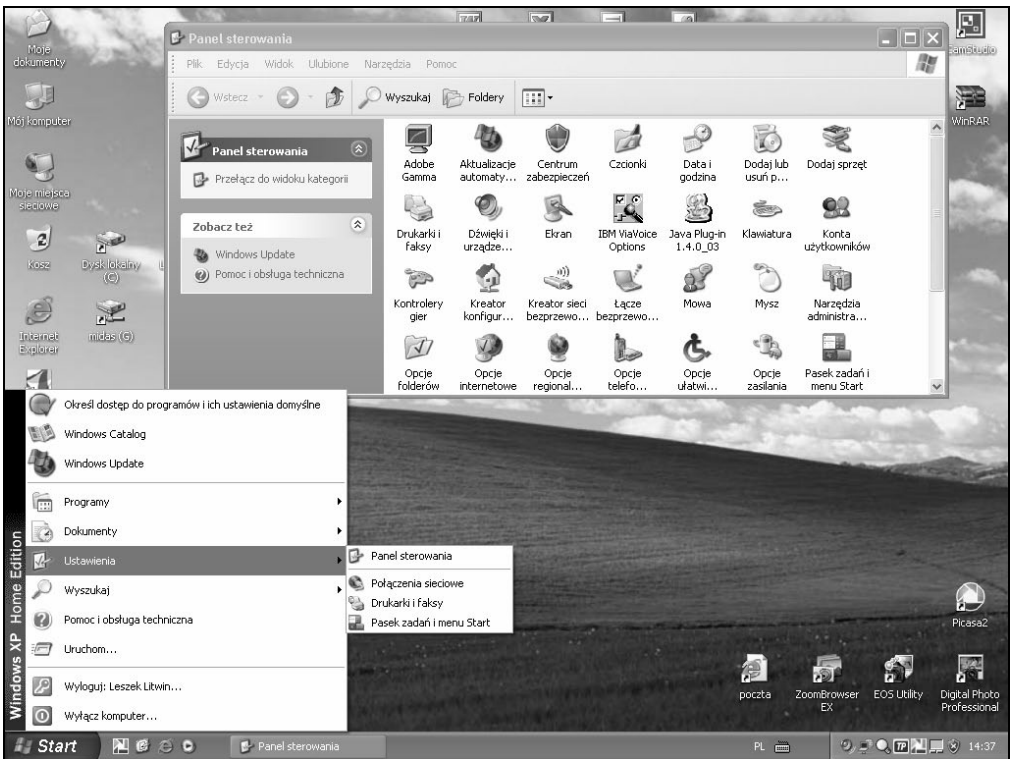 Moje
dokumenty
Mój komputer
Moje miejsca
sieciowe
Kosz
Dysk lokalny
(C)
Internet
Explorer
midas (G)
CamStudio
WinRAR
Panel sterowania
Plik Edycja Widok Ulubione Narzędzia Pomoc
Wstecz Wyszukaj Foldery
Panel sterowania
Przełącz do widoku kategorii
Zobacz też
Windows Update
Pomoc i obsługa techniczna
Adobe
Gamma
Aktualizacje
automaty...
Centrum
zabezpieczeń
Czcionki
Data i
godzina
Dodaj lub
usuń p...
Dodaj sprzęt
Drukarki i
faksy
Dźwięki i
urządze...
Ekran
IBM ViaVoice
Options
Java Plug-in
1.4.0_03
Klawiatura
Konta
użytkowników
Kontrolery
gier
Kreator
konfigur...
Kreator sieci
bezprzewo...
Łącze
bezprzewo...
Mowa
Mysz
Narzędzia
administra...
Opcje
folderów
Opcje
internetowe
Opcje
regional...
Opcje
telefo...
Opcje
ułatwi...
Opcje
zasilania
Pasek zadań i
menu Start
Windows XP Home Edition
Określ dostęp do programów i ich ustawienia domyślne
Windows Catalog
Windows Update
Programy
Dokumenty
Ustawienia
Wyszukaj
Pomoc i obsługa techniczna
Uruchom...
Wyloguj: Leszek Litwin...
Wyłącz komputer...
Panel sterowania
Połączenia sieciowe
Drukarki i faksy
Pasek zadań i menu Start
Picasa2
poczta
ZoomBrowser
EX
EOS Utility
Digital Photo
Professional
Start Panel sterowania PL TP 14:37